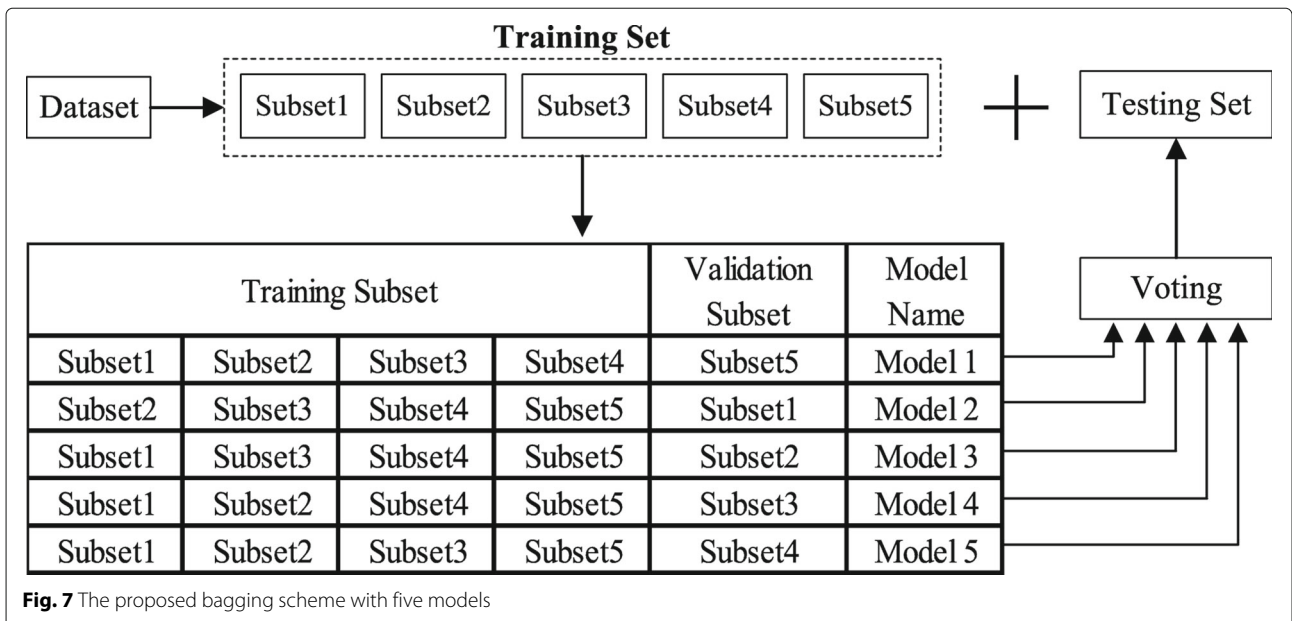 Training Set
Dataset Subset1 Subset2 Subset3 Subset4 Subset5 + Testing Set
Training Subset Validation Subset Model Name
Voting
Subset1 Subset2 Subset3 Subset4 Subset5 Model 1
Subset2 Subset3 Subset4 Subset5 Subset1 Model 2
Subset1 Subset3 Subset4 Subset5 Subset2 Model 3
Subset1 Subset2 Subset4 Subset5 Subset3 Model 4
Subset1 Subset2 Subset3 Subset5 Subset4 Model 5
Fig. 7 The proposed bagging scheme with five models